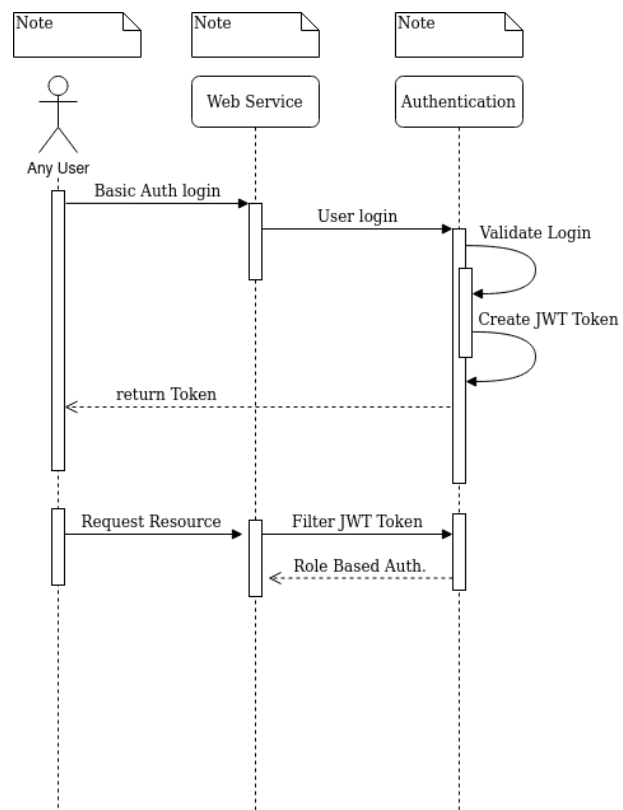 Note
Note
Note
Any User
Web Service
Authentication
Basic Auth login
User login
Validate Login
Create JWT Token
return Token
Request Resource
Filter JWT Token
Role Based Auth.